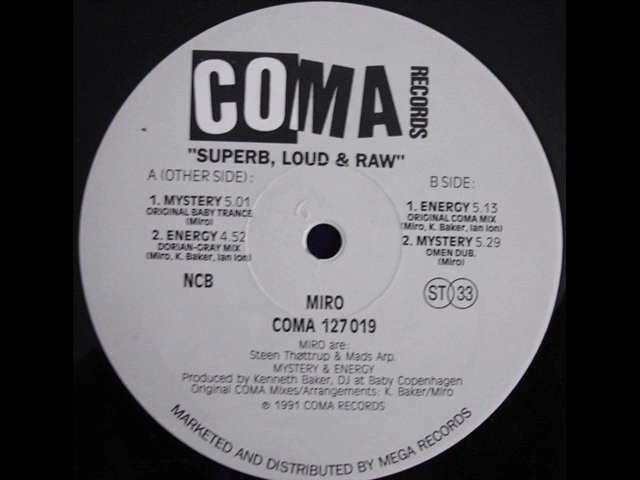 COMA
RECORDS
"SUPERB, LOUD & RAW"
A (OTHER SIDE):
1. MYSTERY 5.01
ORIGINAL BABY TRANCE
(Miro)
2. ENERGY 4.52
DORIAN-GRAY MIX
(Miro, K. Baker, Ian Ion)
NCB
B SIDE:
1. ENERGY 5.13
ORIGINAL COMA MIX
(Miro, K. Baker, Ian Ion)
2. MYSTERY 5.29
OMEN DUB.
(Miro)
ST 33
MIRO
COMA 127019
MIRO are:
Steen Thøttrup & Mads Arp.
MYSTERY & ENERGY
Produced by Kenneth Baker, DJ at Baby Copenhagen
Original COMA Mixes/Arrangements: K. Baker/Miro
℗ 1991 COMA RECORDS
MARKETED AND DISTRIBUTED BY MEGA RECORDS